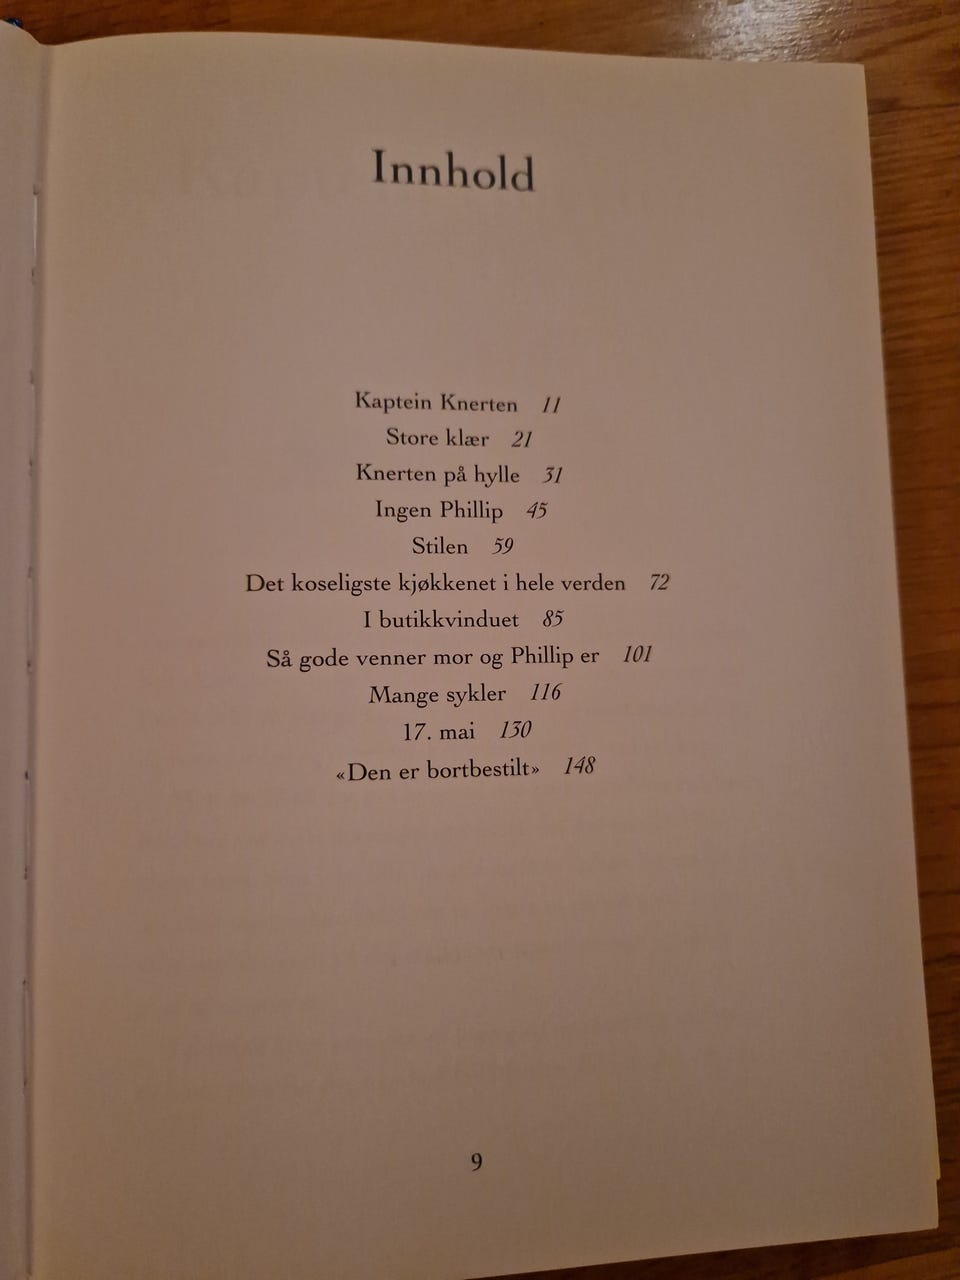 Innhold
Kaptein Knerten 11
Store klær 21
Knerten på hylle 31
Ingen Phillip 45
Stilen 59
Det koseligste kjøkkenet i hele verden 72
I butikkvinduet 85
Så gode venner mor og Phillip er 101
Mange sykler 116
17. mai 130
«Den er bortbestilt» 148
9